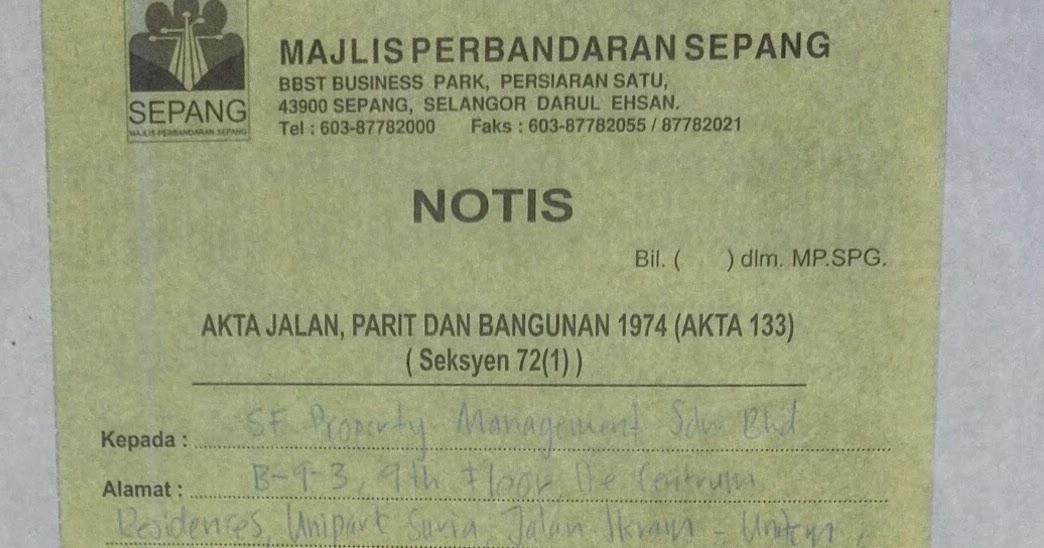 SEPANG
MAJLIS PERBANDARAN SEPANG
MAJLIS PERBANDARAN SEPANG
BBST BUSINESS PARK, PERSIARAN SATU,
43900 SEPANG, SELANGOR DARUL EHSAN.
Tel : 603-87782000 Faks : 603-87782055 / 87782021
NOTIS
Bil. ( ) dlm. MP.SPG.
AKTA JALAN, PARIT DAN BANGUNAN 1974 (AKTA 133)
( Seksyen 72(1) )
Kepada : SF Property Management Sdn Bhd
Alamat : B-9-3, 9th Floor, De Centrum
Residences, Unipark Suria, Jalan Ikram - Uniten,